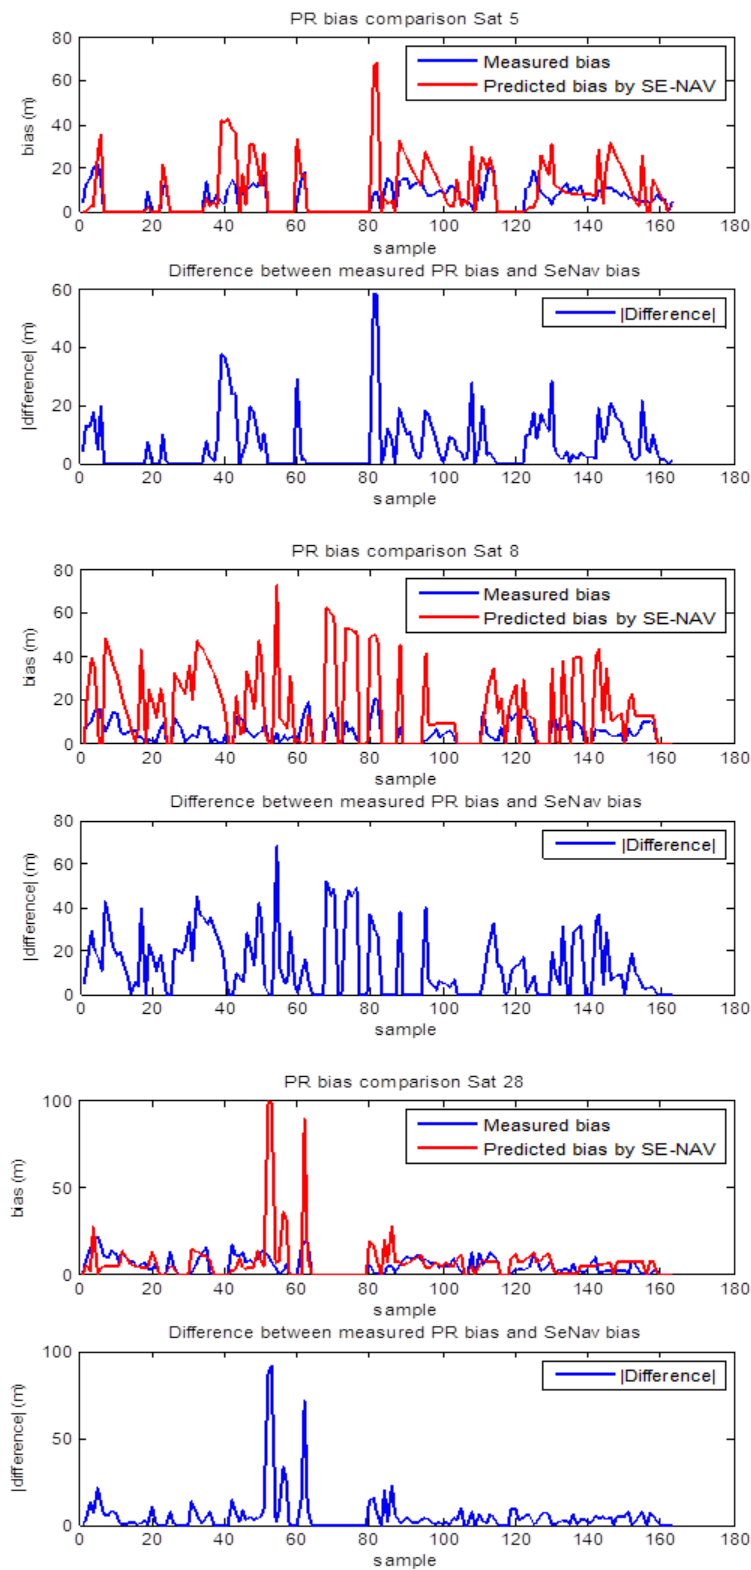 PR bias comparison Sat 5
80
60
40
20
0
bias (m)
Measured bias
Predicted bias by SE-NAV
0 20 40 60 80 100 120 140 160 180
sample
Difference between measured PR bias and SeNav bias
60
40
20
0
|difference| (m)
|Difference|
0 20 40 60 80 100 120 140 160 180
sample
PR bias comparison Sat 8
80
60
40
20
0
bias (m)
Measured bias
Predicted bias by SE-NAV
0 20 40 60 80 100 120 140 160 180
sample
Difference between measured PR bias and SeNav bias
80
60
40
20
0
|difference| (m)
|Difference|
0 20 40 60 80 100 120 140 160 180
sample
PR bias comparison Sat 28
100
50
0
bias (m)
Measured bias
Predicted bias by SE-NAV
0 20 40 60 80 100 120 140 160 180
sample
Difference between measured PR bias and SeNav bias
100
50
0
|difference| (m)
|Difference|
0 20 40 60 80 100 120 140 160 180
sample